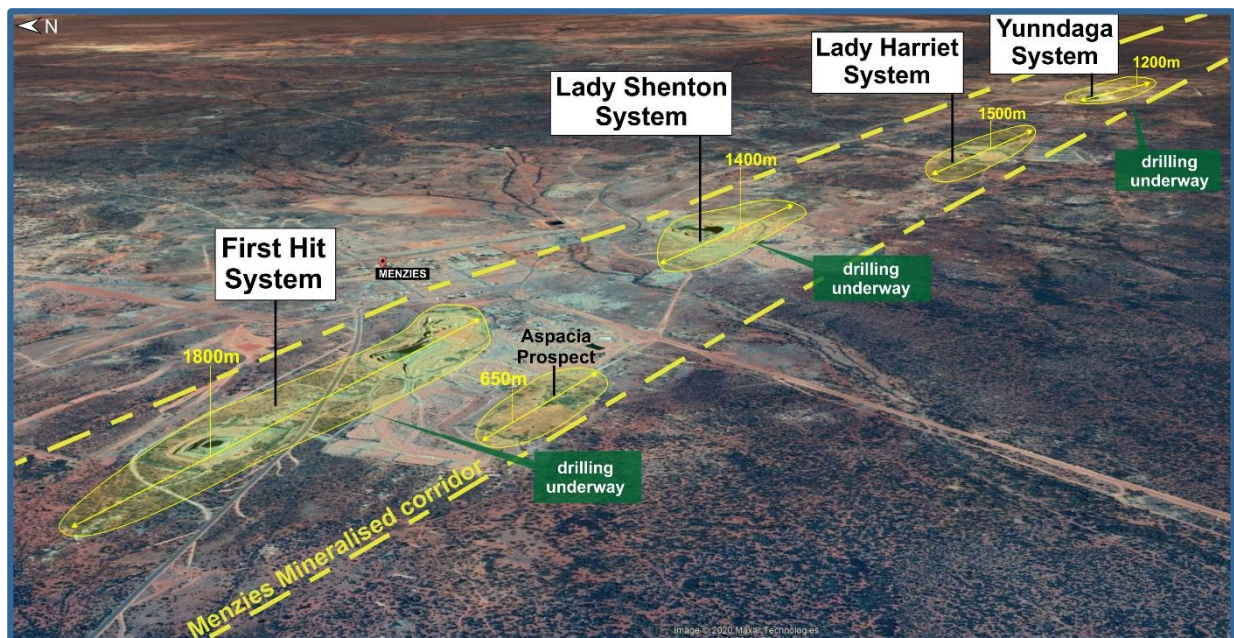 N
Yunndaga
System
1200m
Lady Harriet
System
1500m
drilling
underway
Lady Shenton
System
1400m
drilling
underway
First Hit
System
MENZIES
1800m
Aspacia
Prospect
650m
drilling
underway
Menzies Mineralised corridor
Image © 2020 Maxar Technologies